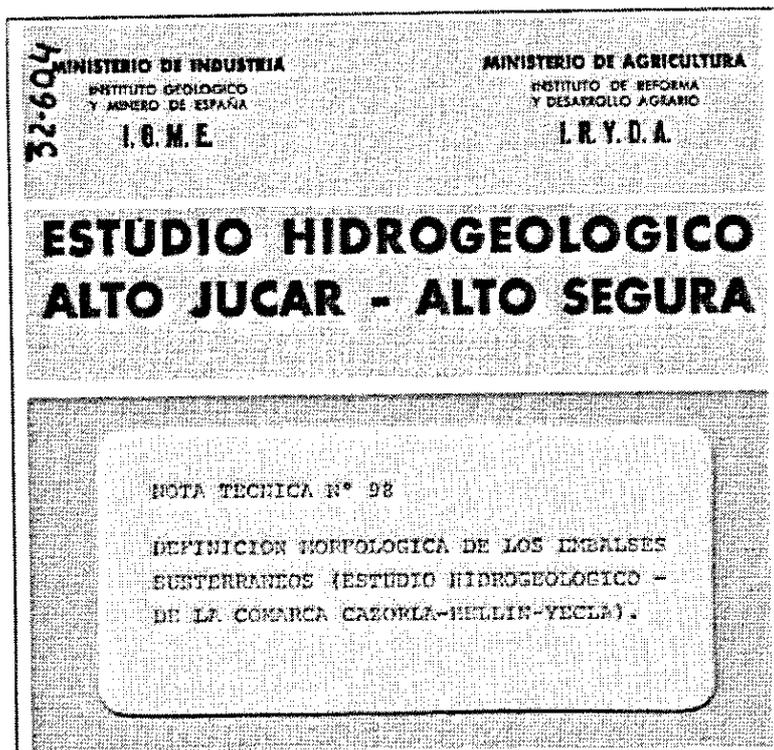 32-604
MINISTERIO DE INDUSTRIA
INSTITUTO GEOLOGICO
Y MINERO DE ESPAÑA
I. G. M. E.
MINISTERIO DE AGRICULTURA
INSTITUTO DE REFORMA
Y DESARROLLO AGRARIO
I. R. Y. D. A.
ESTUDIO HIDROGEOLOGICO
ALTO JUCAR - ALTO SEGURA
NOTA TECNICA N° 98
DEFINICION MORFOLOGICA DE LOS EMBALSES
SUBTERRANEOS (ESTUDIO HIDROGEOLOGICO -
DE LA COMARCA CAZORLA-HELLIN-YECLA).